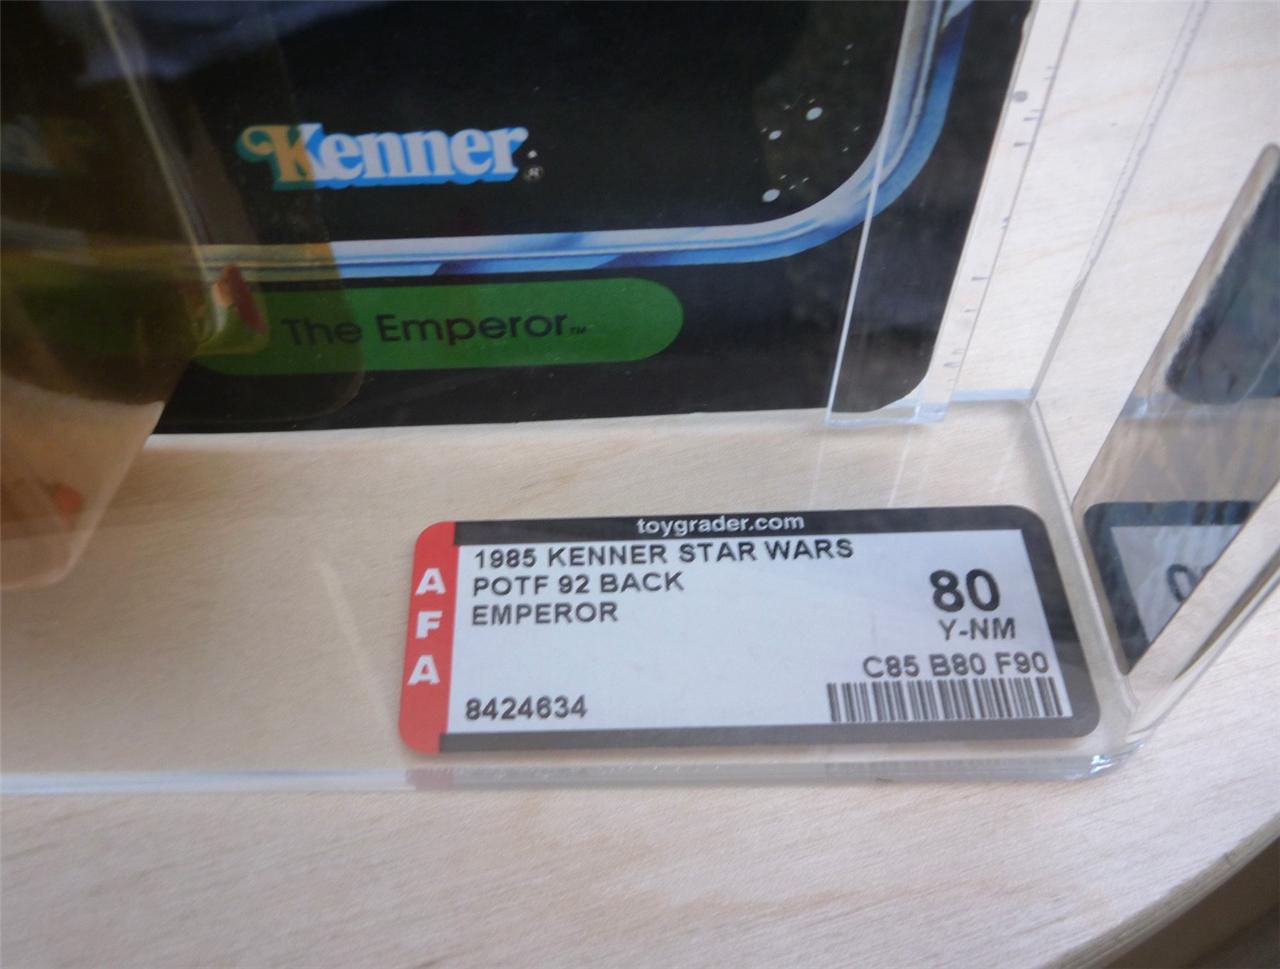 Kenner®
The Emperor™
toygrader.com
AFA
1985 KENNER STAR WARS
POTF 92 BACK
EMPEROR
80
Y-NM
C85 B80 F90
8424634